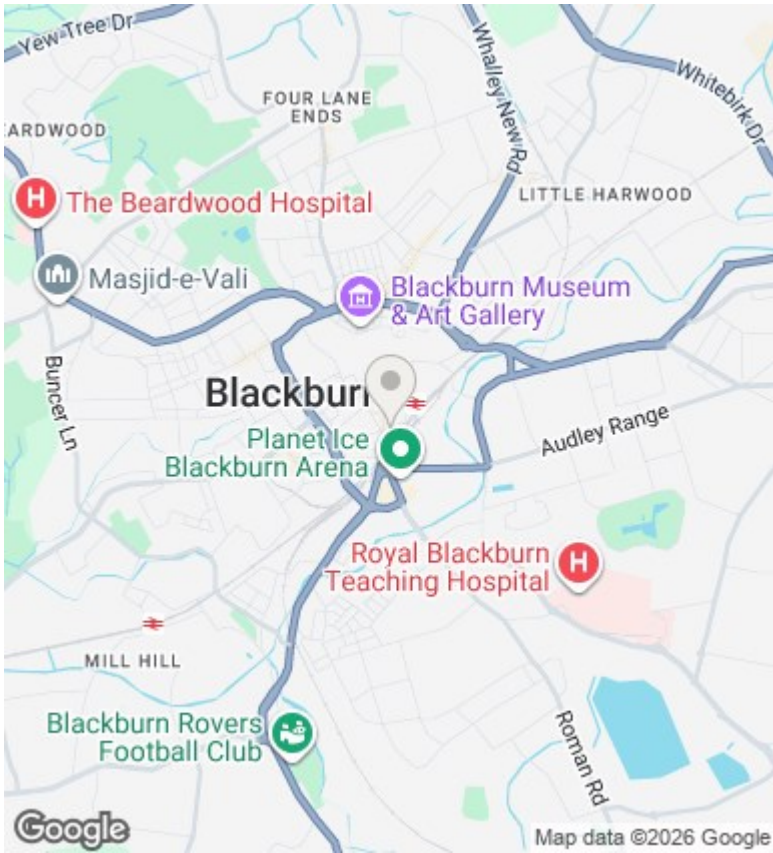 Yew Tree Dr
Whalley New Rd
Whitebirk Dr
FOUR LANE
ENDS
EARDWOOD
The Beardwood Hospital
LITTLE HARWOOD
Masjid-e-Vali
Blackburn Museum
& Art Gallery
Buncer Ln
Blackburn
Planet Ice
Blackburn Arena
Audley Range
Royal Blackburn
Teaching Hospital
MILL HILL
Blackburn Rovers
Football Club
Roman Rd
Google
Map data ©2026 Google